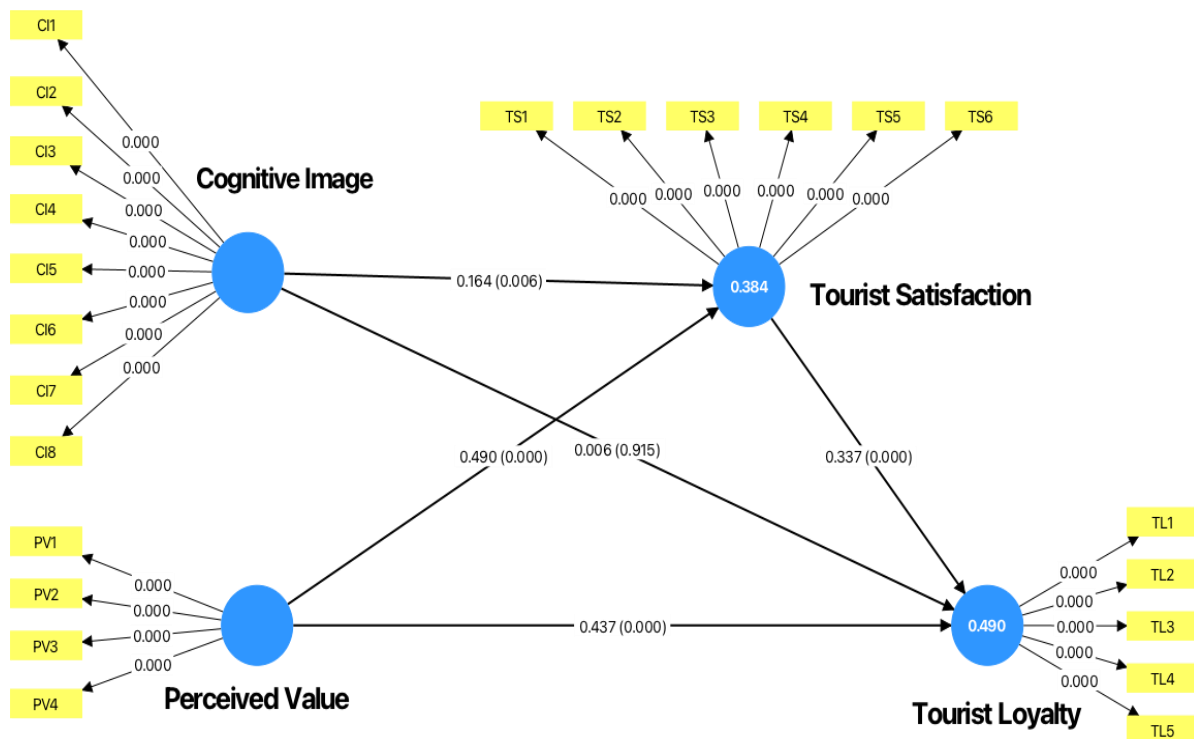 CI1
CI2
CI3
CI4
CI5
CI6
CI7
CI8
0.000
0.000
0.000
0.000
0.000
0.000
0.000
0.000
Cognitive Image
TS1
TS2
TS3
TS4
TS5
TS6
0.000
0.000
0.000
0.000
0.000
0.000
0.164 (0.006)
0.384
Tourist Satisfaction
0.490 (0.000)
0.006 (0.915)
0.337 (0.000)
PV1
PV2
PV3
PV4
0.000
0.000
0.000
0.000
Perceived Value
0.437 (0.000)
0.490
Tourist Loyalty
0.000
0.000
0.000
0.000
0.000
TL1
TL2
TL3
TL4
TL5